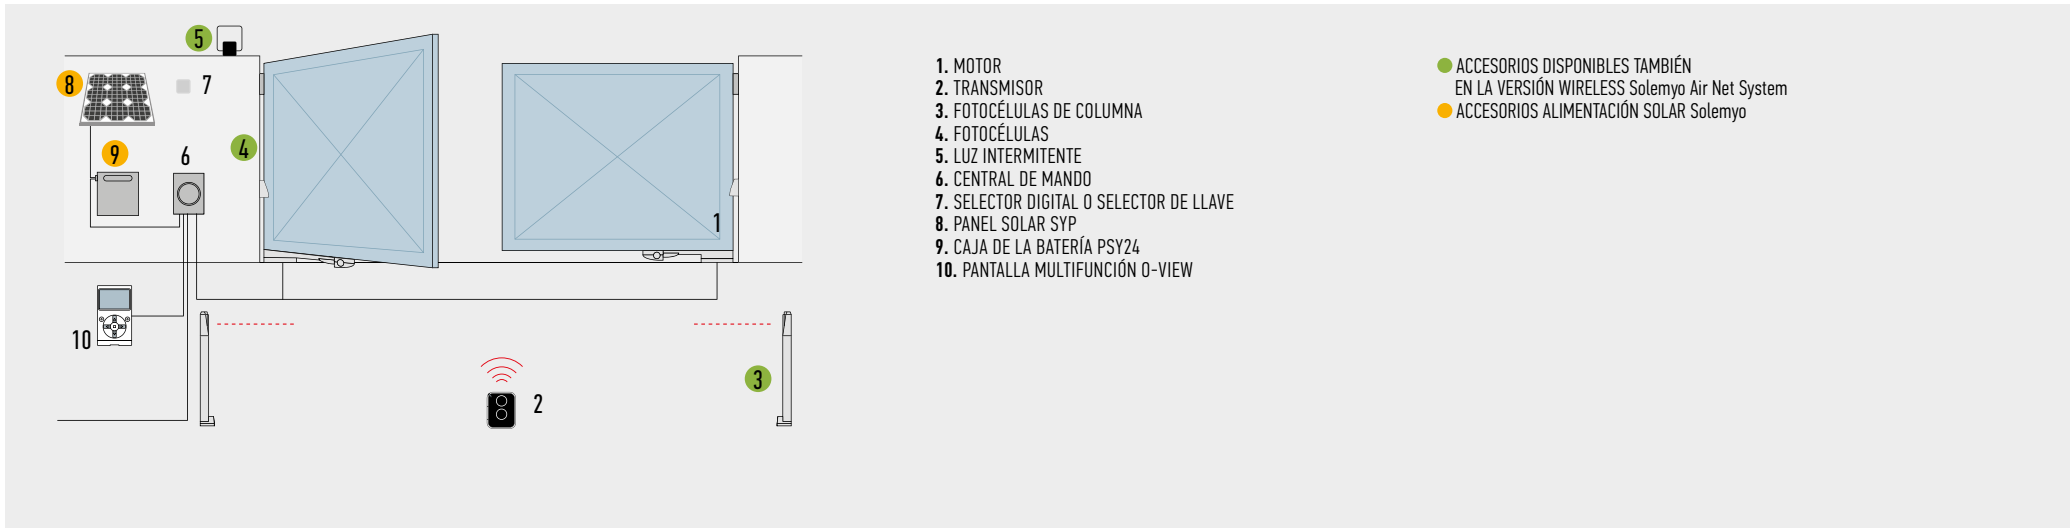 5
8
7
4
9
6
1
10
3
2
1. MOTOR
2. TRANSMISOR
3. FOTOCÉLULAS DE COLUMNA
4. FOTOCÉLULAS
5. LUZ INTERMITENTE
6. CENTRAL DE MANDO
7. SELECTOR DIGITAL O SELECTOR DE LLAVE
8. PANEL SOLAR SYP
9. CAJA DE LA BATERÍA PSY24
10. PANTALLA MULTIFUNCIÓN O-VIEW
ACCESORIOS DISPONIBLES TAMBIÉN
EN LA VERSIÓN WIRELESS Solemyo Air Net System
ACCESORIOS ALIMENTACIÓN SOLAR Solemyo